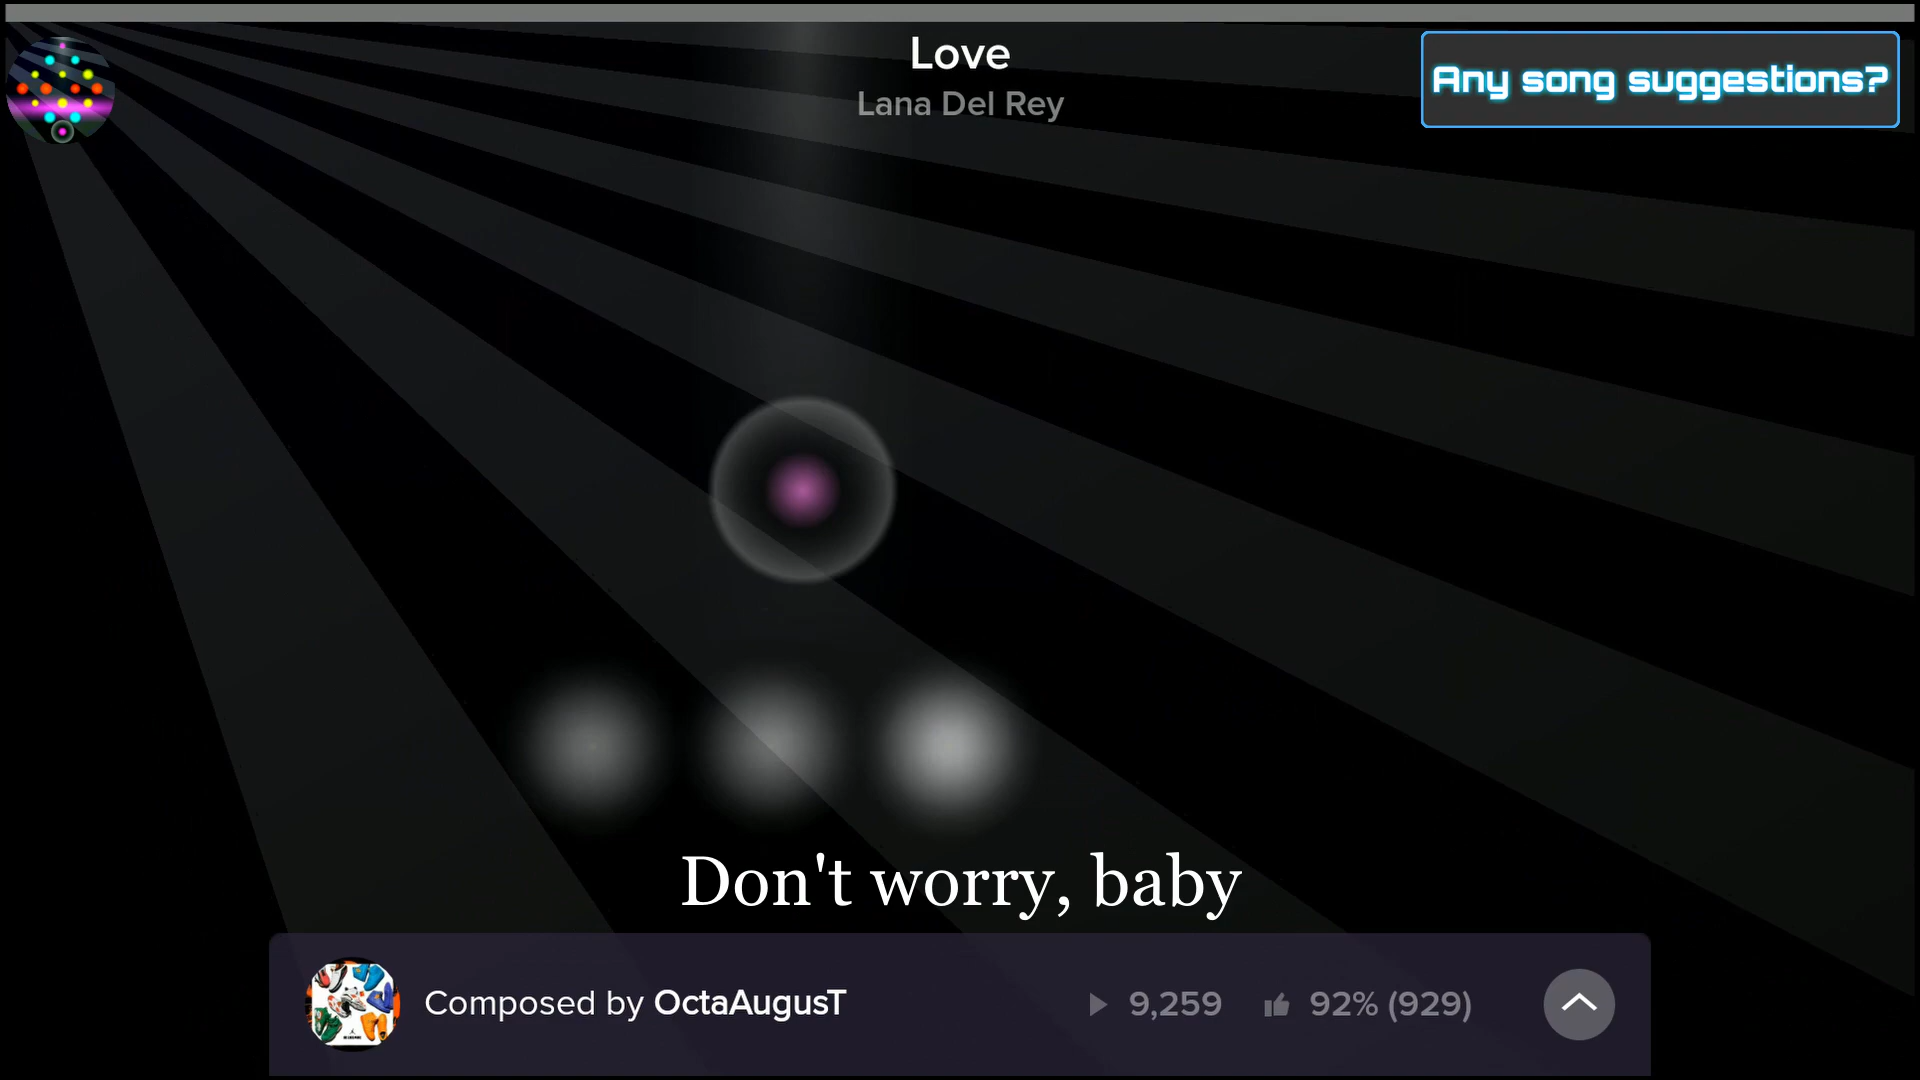 Love
Lana Del Rey
Any song suggestions?
Don't worry, baby
Composed by OctaAugusT
9,259
92% (929)